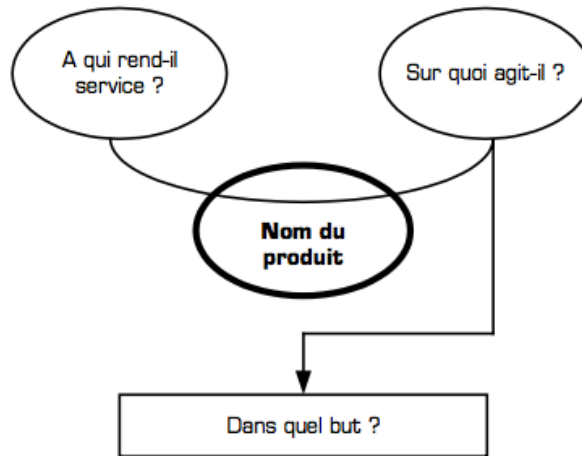 A qui rend-il
service ?
Sur quoi agit-il ?
Nom du
produit
Dans quel but ?